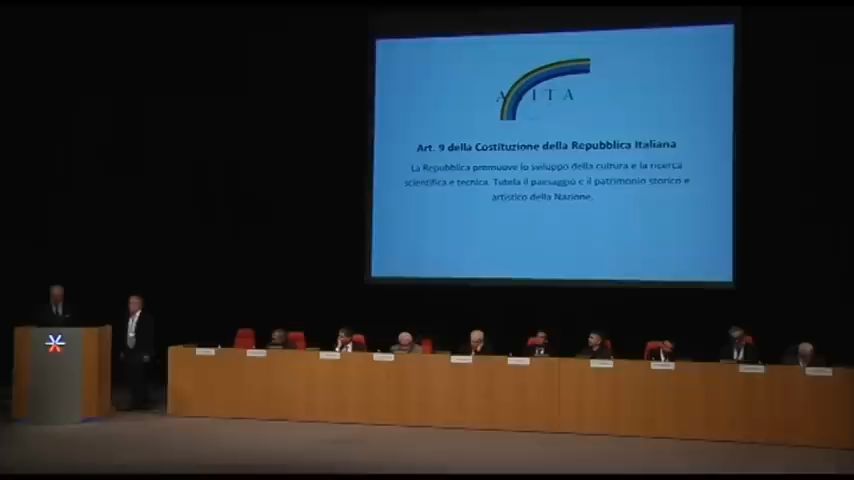 A ITA
Art. 9 della Costituzione della Repubblica Italiana
La Repubblica promuove lo sviluppo della cultura e la ricerca
scientifica e tecnica. Tutela il paesaggio e il patrimonio storico e
artistico della Nazione.